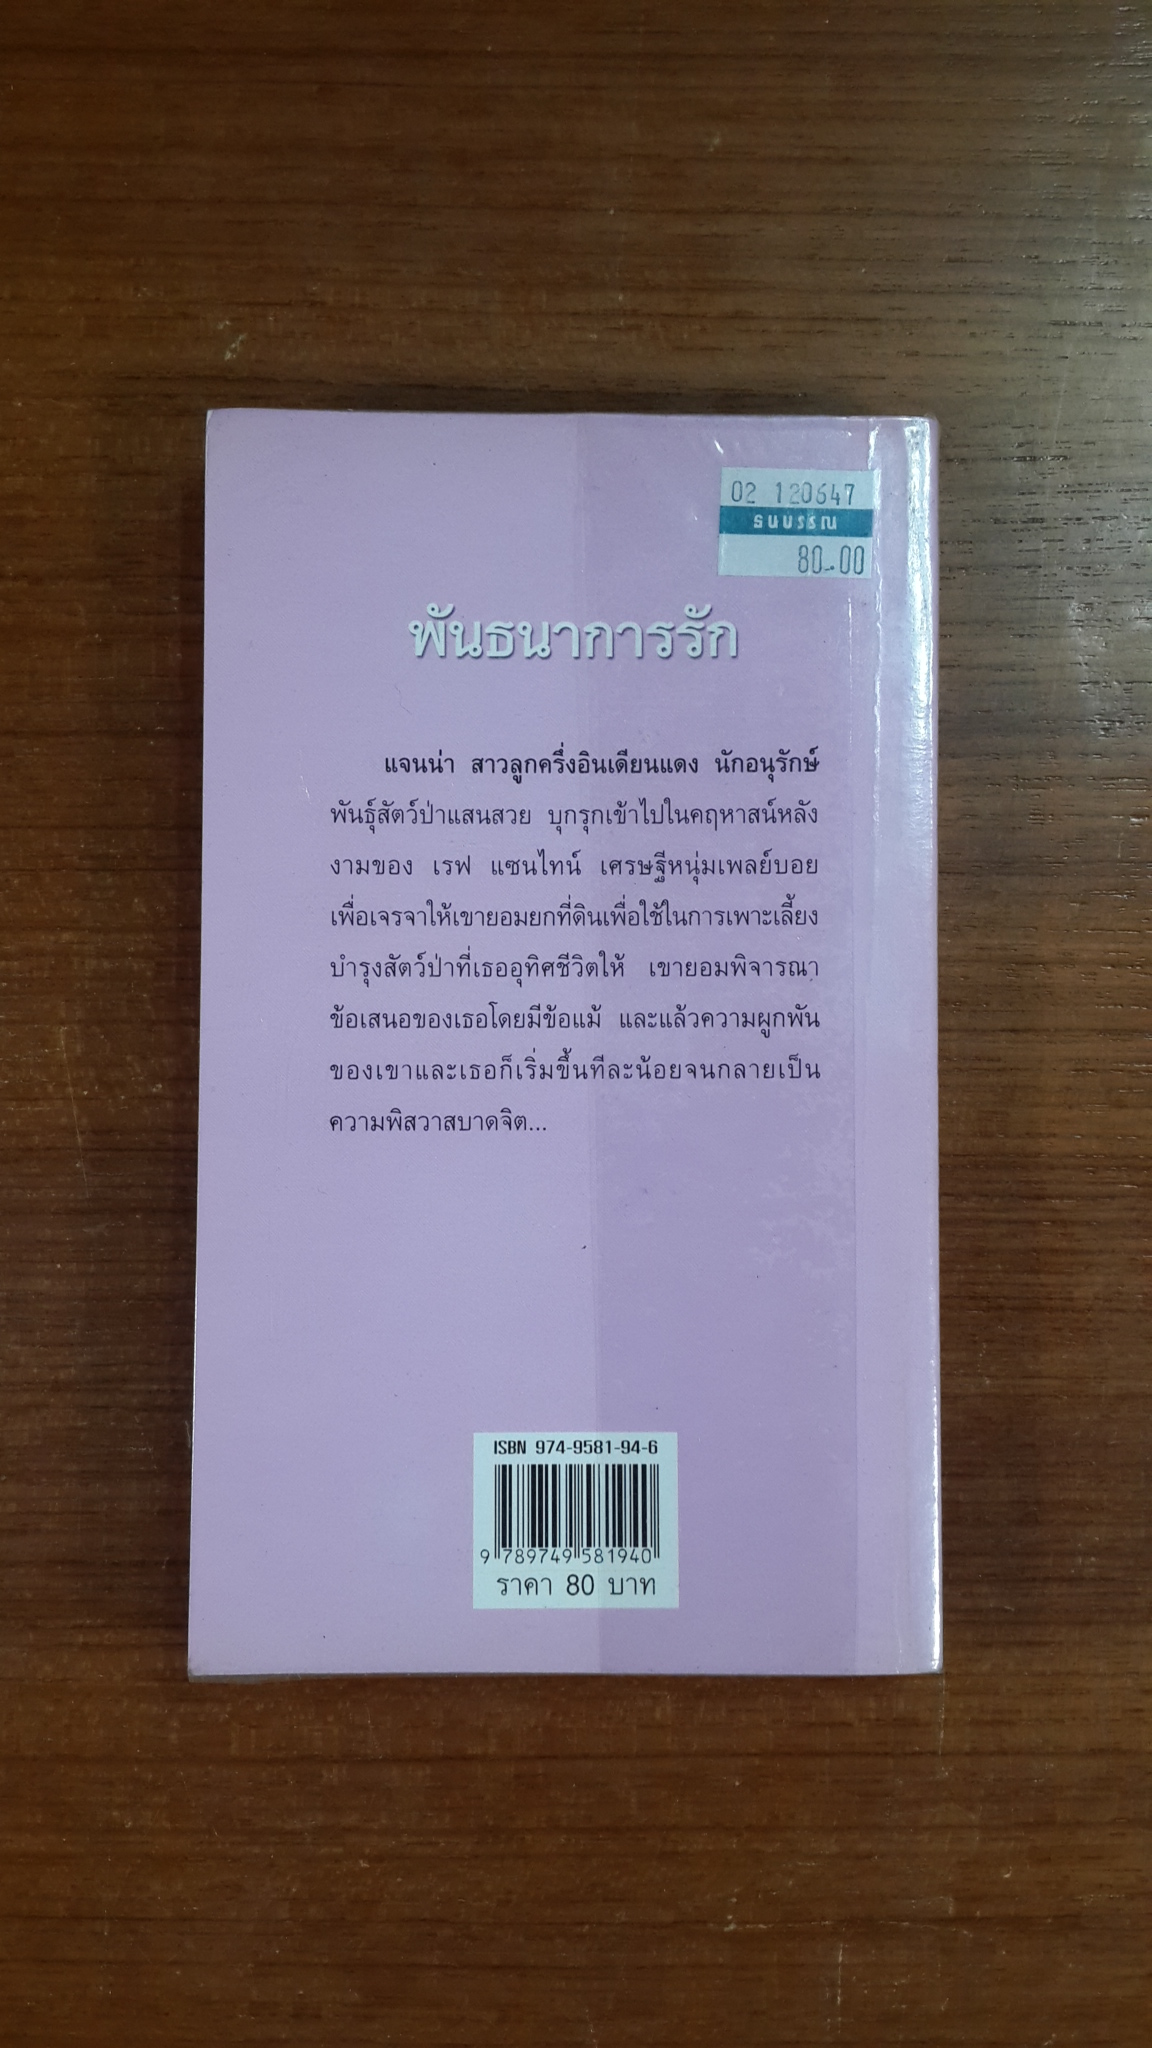 02 120647
ธนบรรณ
80.00
พันธนาการรัก
แจนน่า สาวลูกครึ่งอินเดียนแดง นักอนุรักษ์
พันธุ์สัตว์ป่าแสนสวย บุกรุกเข้าไปในคฤหาสน์หลัง
งามของ เรฟ แซนไทน์ เศรษฐีหนุ่มเพลย์บอย
เพื่อเจรจาให้เขายอมยกที่ดินเพื่อใช้ในการเพาะเลี้ยง
บำรุงสัตว์ป่าที่เธออุทิศชีวิตให้ เขายอมพิจารณา
ข้อเสนอของเธอโดยมีข้อแม้ และแล้วความผูกพัน
ของเขาและเธอก็เริ่มขึ้นทีละน้อยจนกลายเป็น
ความพิสวาสบาดจิต...
ISBN 974-9581-94-6
9 789749 581940
ราคา 80 บาท